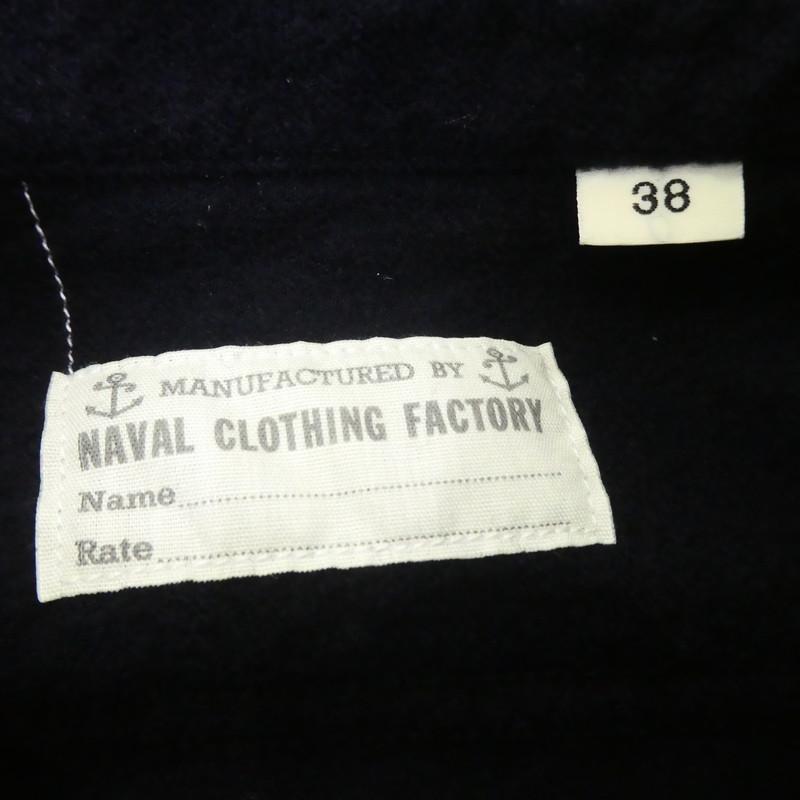 38
MANUFACTURED BY
NAVAL CLOTHING FACTORY
Name
Rate